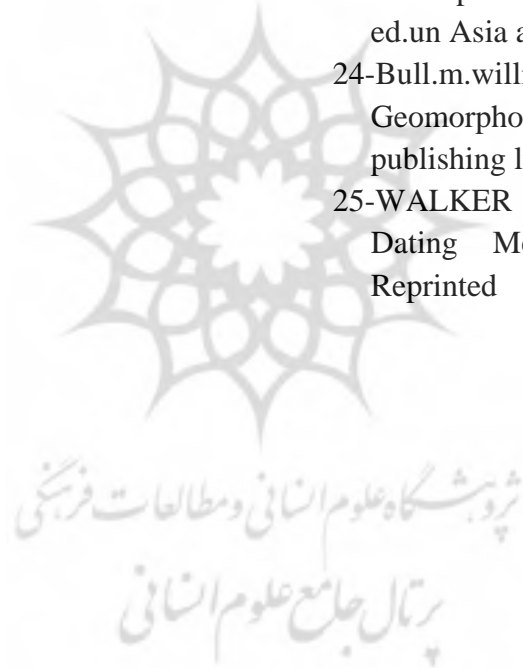 ed.un Asia a
24-Bull.m.will
Geomorpho
publishing l
25-WALKER
Dating Me
Reprinted
پژوهشگاه علوم انسانی و مطالعات فرهنگی
پرتال جامع علوم انسانی